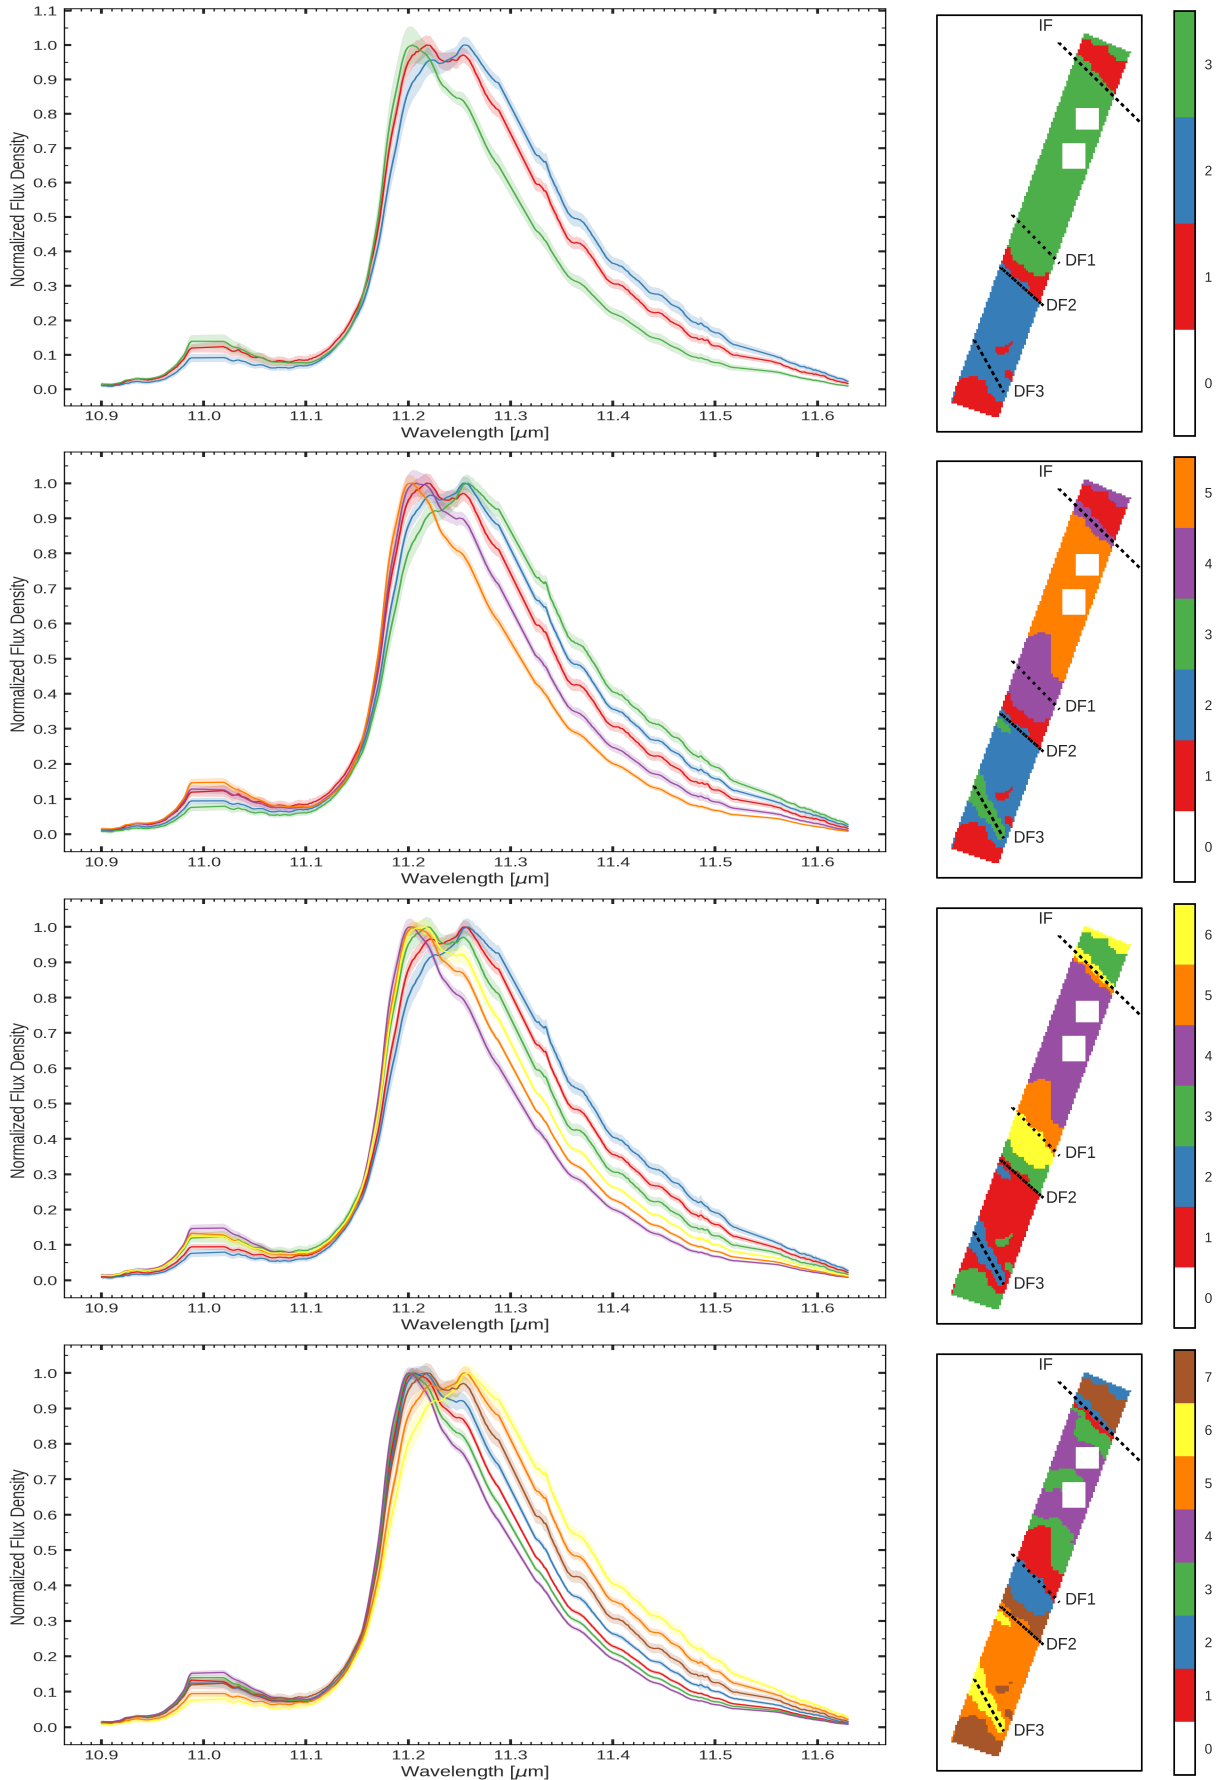 1.1
1.0
0.9
0.8
0.7
0.6
0.5
0.4
0.3
0.2
0.1
0.0
Normalized Flux Density
10.9 11.0 11.1 11.2 11.3 11.4 11.5 11.6
Wavelength [μm]
IF
DF1
DF2
DF3
3
2
1
0
1.0
0.9
0.8
0.7
0.6
0.5
0.4
0.3
0.2
0.1
0.0
Normalized Flux Density
10.9 11.0 11.1 11.2 11.3 11.4 11.5 11.6
Wavelength [μm]
IF
DF1
DF2
DF3
5
4
3
2
1
0
1.0
0.9
0.8
0.7
0.6
0.5
0.4
0.3
0.2
0.1
0.0
Normalized Flux Density
10.9 11.0 11.1 11.2 11.3 11.4 11.5 11.6
Wavelength [μm]
IF
DF1
DF2
DF3
6
5
4
3
2
1
0
1.0
0.9
0.8
0.7
0.6
0.5
0.4
0.3
0.2
0.1
0.0
Normalized Flux Density
10.9 11.0 11.1 11.2 11.3 11.4 11.5 11.6
Wavelength [μm]
IF
DF1
DF2
DF3
7
6
5
4
3
2
1
0